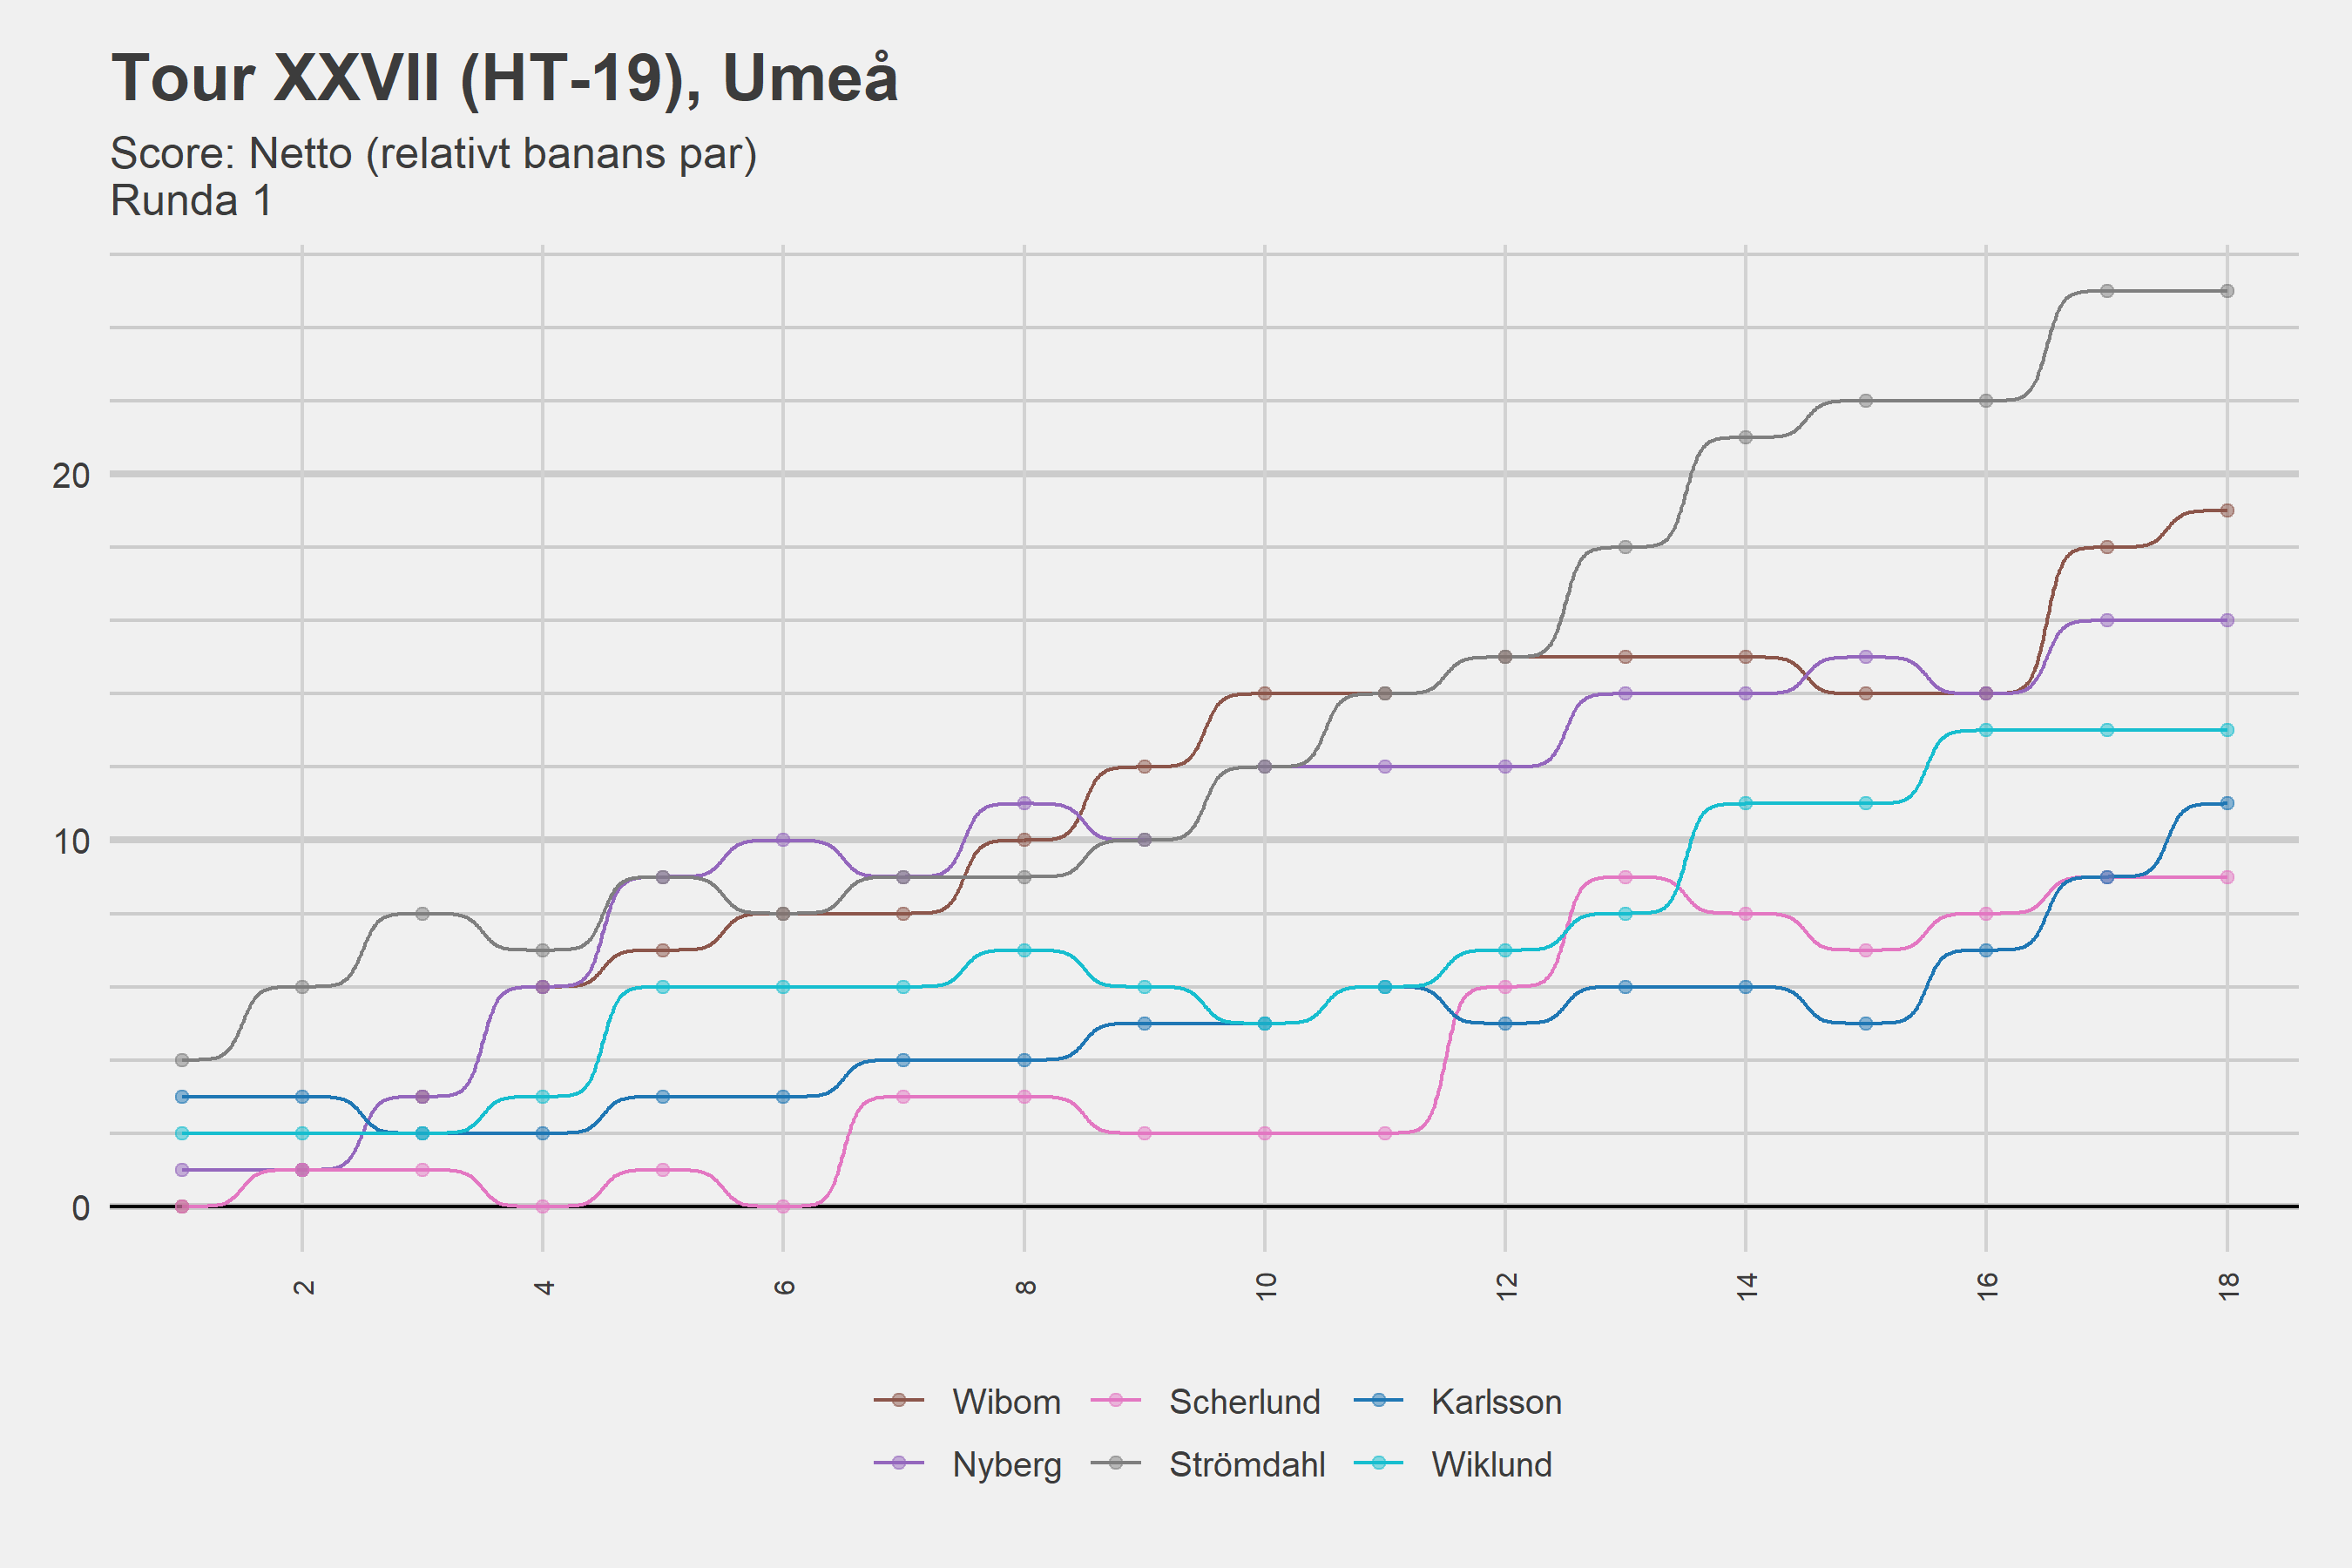 Tour XXVII (HT-19), Umeå
Score: Netto (relativt banans par)
Runda 1
20
10
0
2 4 6 8 10 12 14 16 18
Wibom Scherlund Karlsson
Nyberg Strömdahl Wiklund